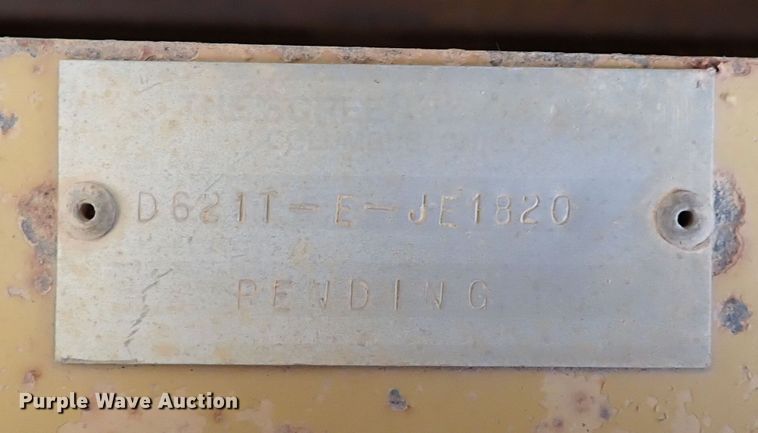 D621T-E-JE1820
PENDING
Purple Wave Auction